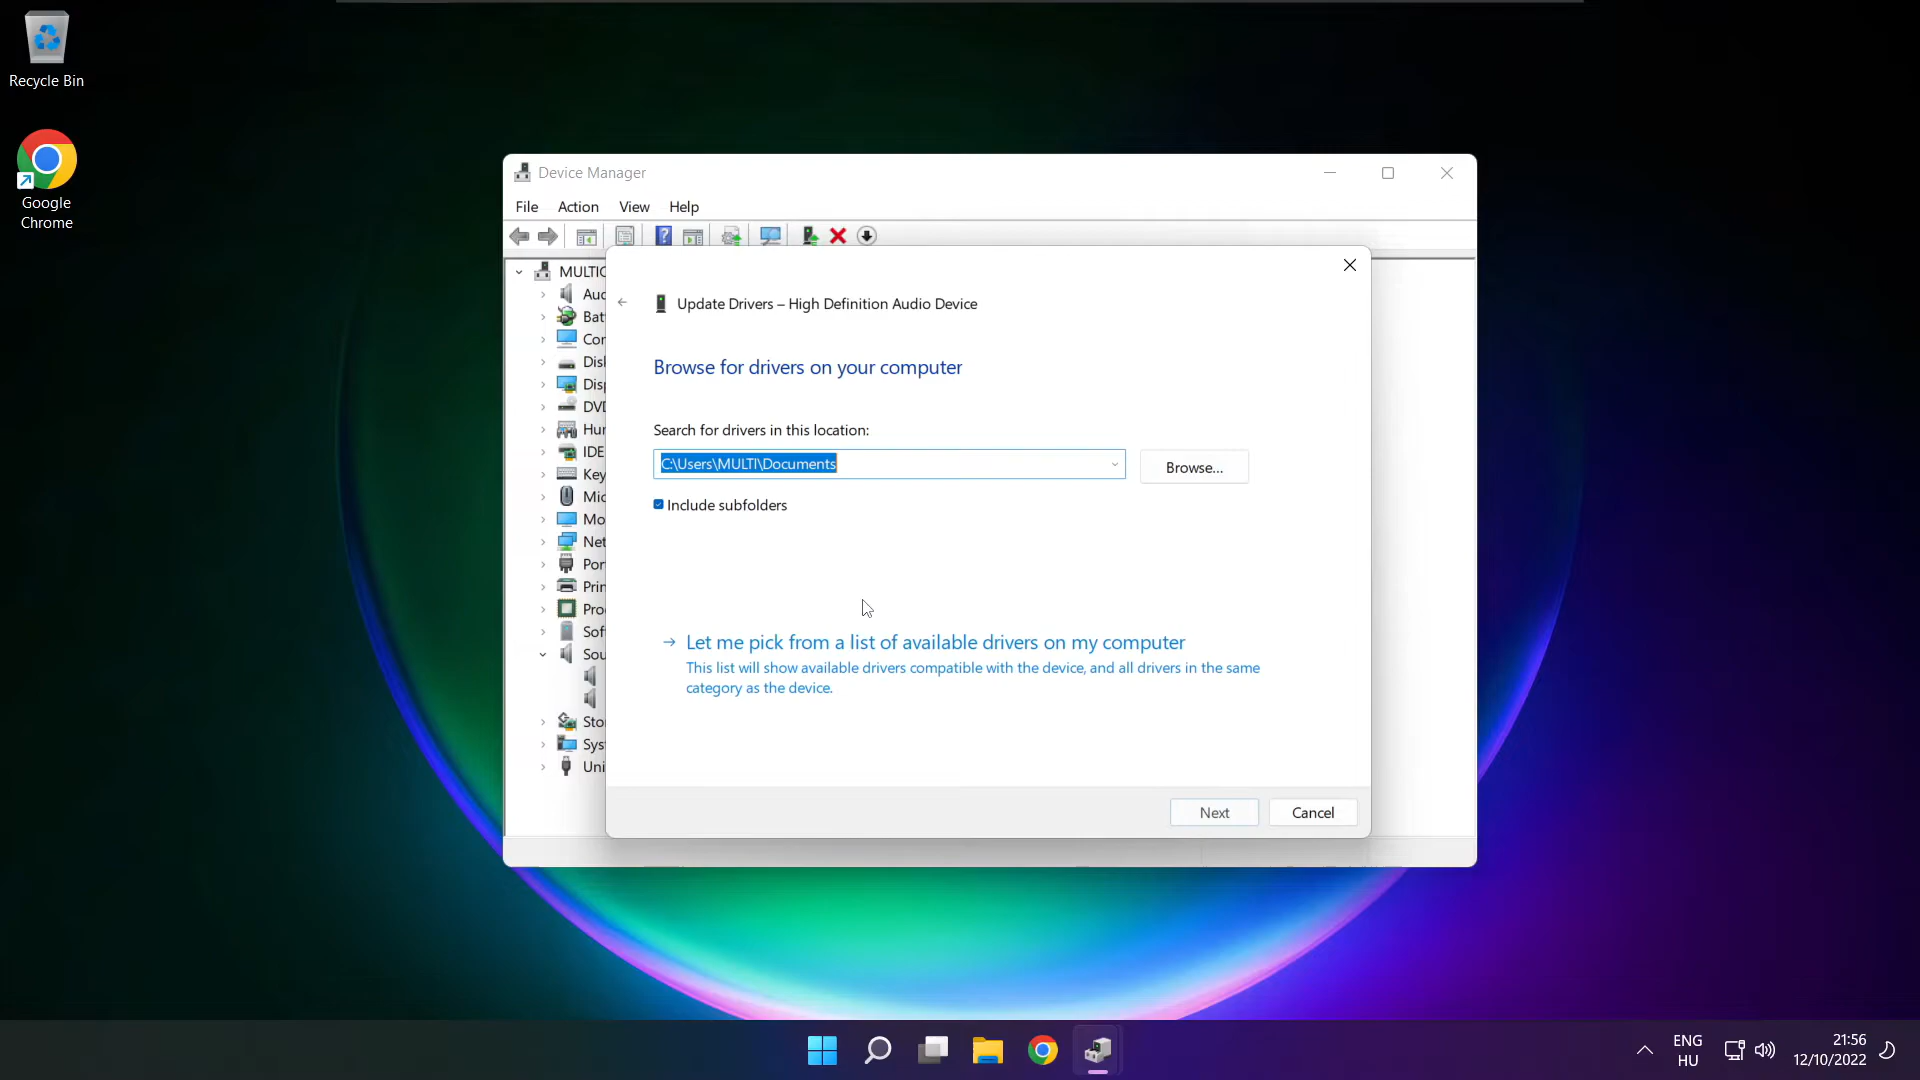 Recycle Bin
Google
Chrome
Device Manager
File Action View Help
Update Drivers – High Definition Audio Device
Browse for drivers on your computer
Search for drivers in this location:
C:\Users\MULTI\Documents
Browse...
Include subfolders
Let me pick from a list of available drivers on my computer
This list will show available drivers compatible with the device, and all drivers in the same
category as the device.
Next
Cancel
ENG
HU
21:56
12/10/2022